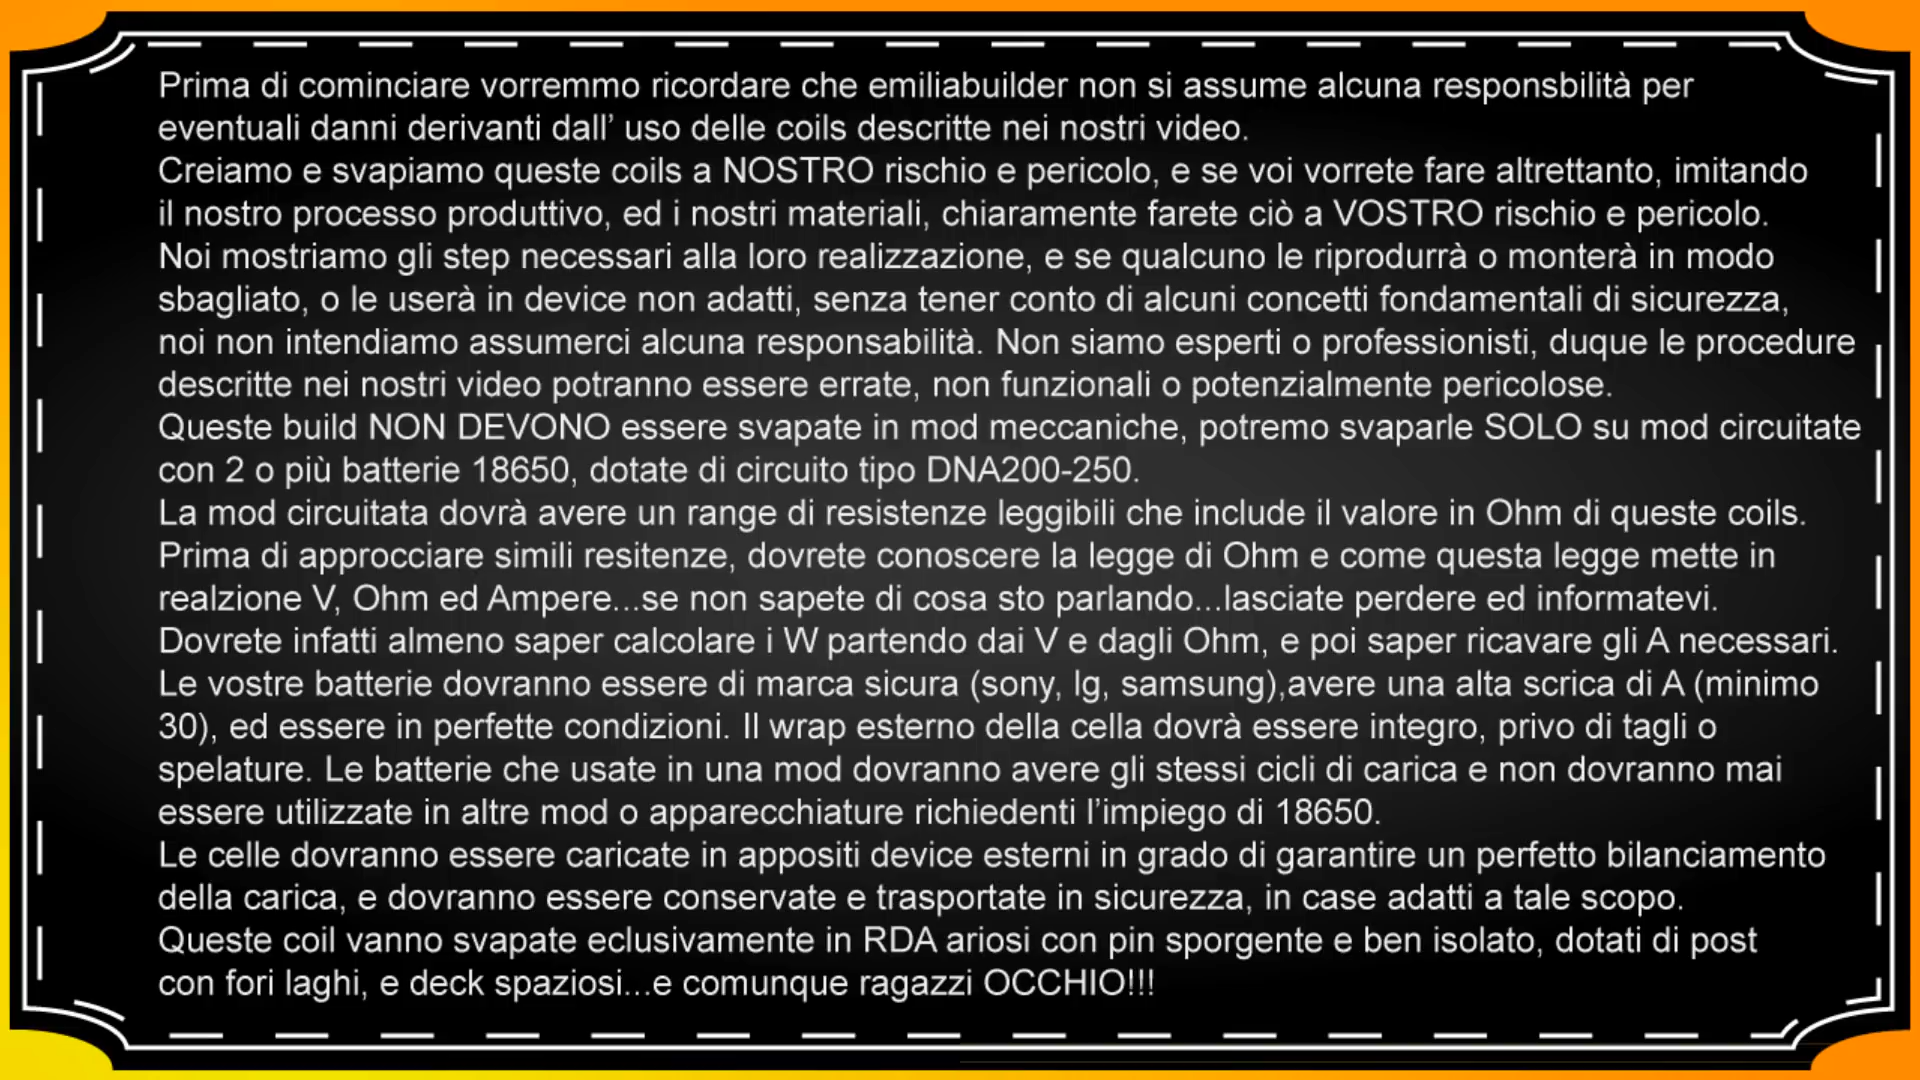 Prima di cominciare vorremmo ricordare che emiliabuilder non si assume alcuna responsbilità per
eventuali danni derivanti dall’ uso delle coils descritte nei nostri video.
Creiamo e svapiamo queste coils a NOSTRO rischio e pericolo, e se voi vorrete fare altrettanto, imitando
il nostro processo produttivo, ed i nostri materiali, chiaramente farete ciò a VOSTRO rischio e pericolo.
Noi mostriamo gli step necessari alla loro realizzazione, e se qualcuno le riprodurrà o monterà in modo
sbagliato, o le userà in device non adatti, senza tener conto di alcuni concetti fondamentali di sicurezza,
noi non intendiamo assumerci alcuna responsabilità. Non siamo esperti o professionisti, duque le procedure
descritte nei nostri video potranno essere errate, non funzionali o potenzialmente pericolose.
Queste build NON DEVONO essere svapate in mod meccaniche, potremo svaparle SOLO su mod circuitate
con 2 o più batterie 18650, dotate di circuito tipo DNA200-250.
La mod circuitata dovrà avere un range di resistenze leggibili che include il valore in Ohm di queste coils.
Prima di approcciare simili resitenze, dovrete conoscere la legge di Ohm e come questa legge mette in
realzione V, Ohm ed Ampere...se non sapete di cosa sto parlando...lasciate perdere ed informatevi.
Dovrete infatti almeno saper calcolare i W partendo dai V e dagli Ohm, e poi saper ricavare gli A necessari.
Le vostre batterie dovranno essere di marca sicura (sony, lg, samsung),avere una alta scrica di A (minimo
30), ed essere in perfette condizioni. Il wrap esterno della cella dovrà essere integro, privo di tagli o
spelature. Le batterie che usate in una mod dovranno avere gli stessi cicli di carica e non dovranno mai
essere utilizzate in altre mod o apparecchiature richiedenti l’impiego di 18650.
Le celle dovranno essere caricate in appositi device esterni in grado di garantire un perfetto bilanciamento
della carica, e dovranno essere conservate e trasportate in sicurezza, in case adatti a tale scopo.
Queste coil vanno svapate eclusivamente in RDA ariosi con pin sporgente e ben isolato, dotati di post
con fori laghi, e deck spaziosi...e comunque ragazzi OCCHIO!!!